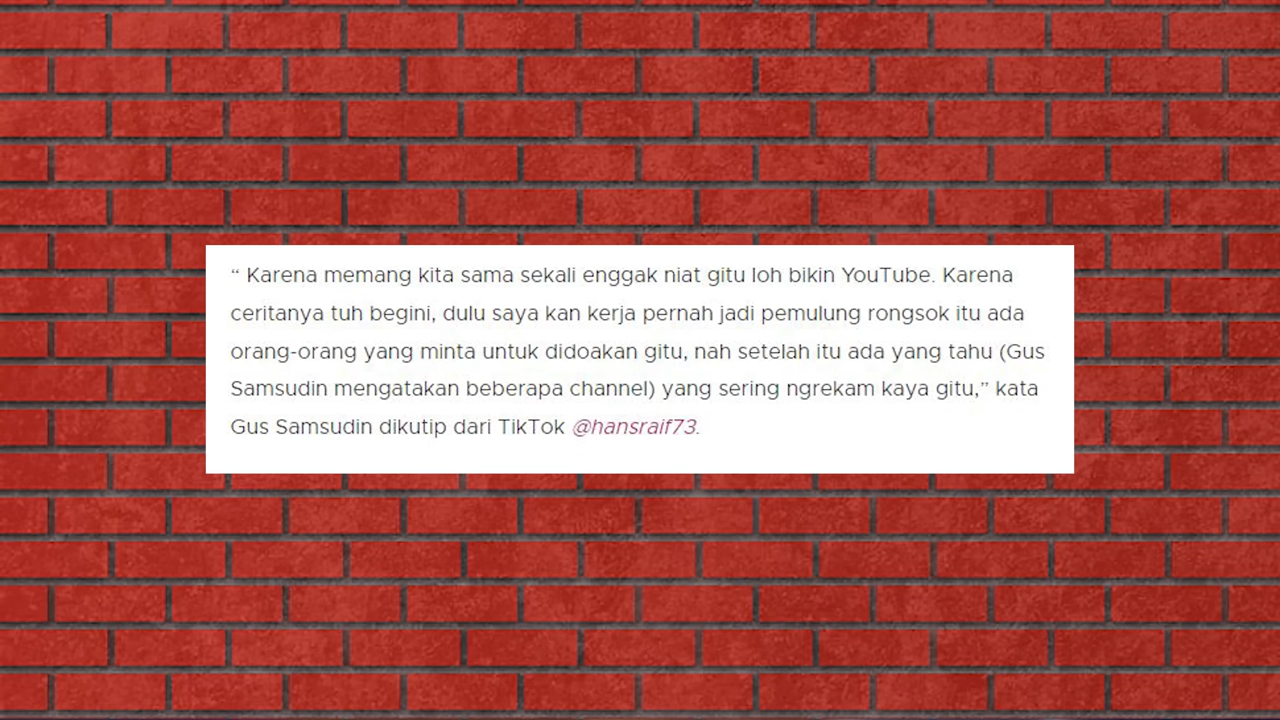 “ Karena memang kita sama sekali enggak niat gitu loh bikin YouTube. Karena
ceritanya tuh begini, dulu saya kan kerja pernah jadi pemulung rongsok itu ada
orang-orang yang minta untuk didoakan gitu, nah setelah itu ada yang tahu (Gus
Samsudin mengatakan beberapa channel) yang sering ngrekam kaya gitu,” kata
Gus Samsudin dikutip dari TikTok @hansraif73.